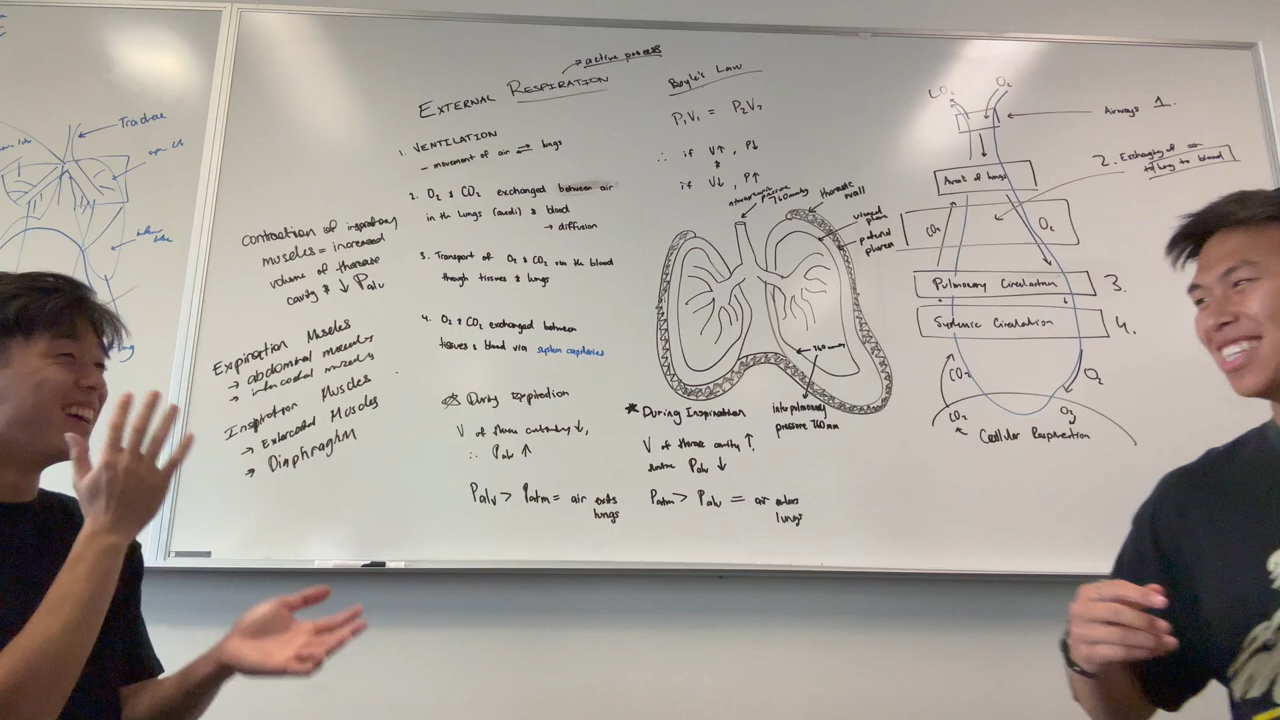 Trachea
contraction of inspiratory
muscles = increased
volume of thoracic
cavity & ↓ Palv
Expiration Muscles
→ abdominal muscles
→ intercostal muscles
Inspiration Muscles
→ External Muscles
→ Diaphragm
EXTERNAL RESPIRATION
→ active process
1. VENTILATION
- movement of air ⇄ lungs
2. O₂ & CO₂ exchanged between air
in the lungs & blood
→ diffusion
3. Transport of O₂ & CO₂ via the blood
through tissues & lungs
4. O₂ & CO₂ exchanged between
tissues & blood via system capillaries
During Expiration
V of cavity ↓,
∴ Palv ↑
Palv > Patm = air exits
lungs
Boyle's Law
P₁V₁ = P₂V₂
∴ if V↑, P↓
&
if V↓, P↑
pressure
760mmHg
thoracic
wall
visceral pleura
parietal
pleura
760 mmHg
intrapulmonary
pressure 760 mm
* During Inspiration
V of cavity ↑,
Palv ↓
Patm > Palv = air enters
lungs
CO₂
O₂
Airways 1.
2. Exchange of air
lung to blood
of lungs
CO₂
O₂
Pulmonary Circulation 3.
Systemic Circulation 4.
CO₂
O₂
CO₂
O₂
Cellular Respiration